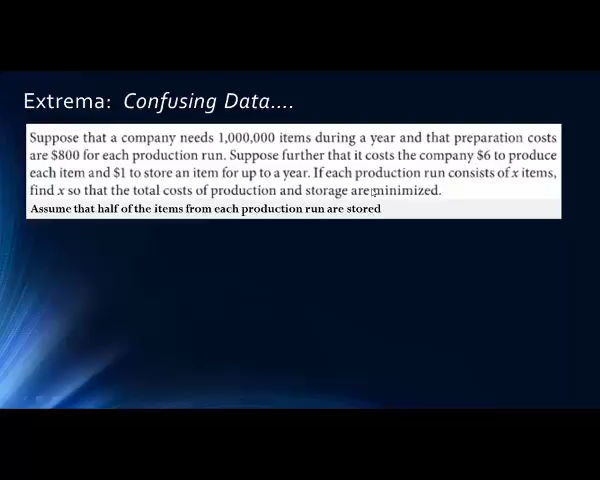 Extrema: Confusing Data....
Suppose that a company needs 1,000,000 items during a year and that preparation costs
are $800 for each production run. Suppose further that it costs the company $6 to produce
each item and $1 to store an item for up to a year. If each production run consists of x items,
find x so that the total costs of production and storage are minimized.
Assume that half of the items from each production run are stored